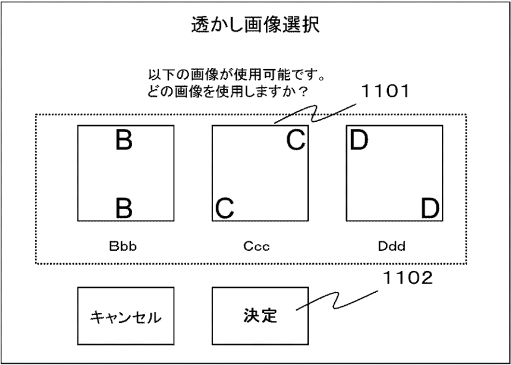 透かし画像選択
以下の画像が使用可能です。
どの画像を使用しますか？
1101
B
C
D
B
C
D
Bbb
Ccc
Ddd
1102
キャンセル
決定